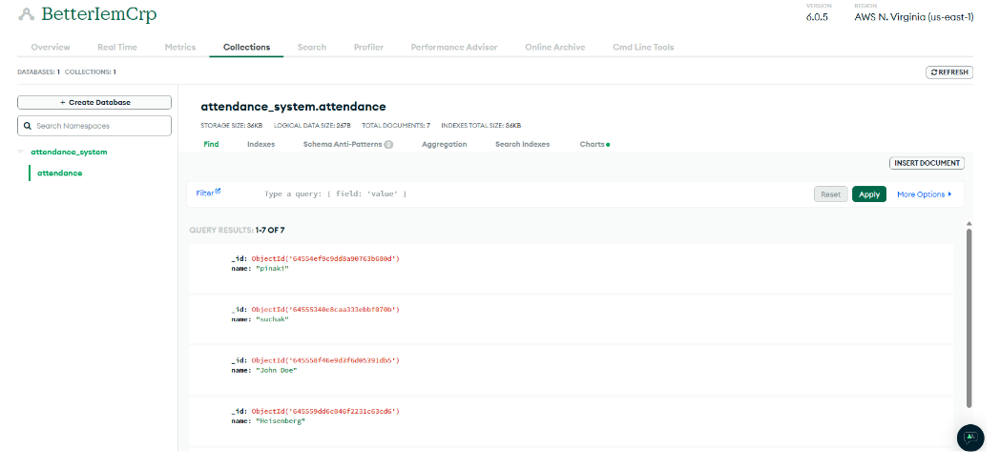 BetterIemCrp
VERSION
6.0.5
REGION
AWS N. Virginia (us-east-1)
Overview Real Time Metrics Collections Search Profiler Performance Advisor Online Archive Cmd Line Tools
DATABASES: 1 COLLECTIONS: 1
REFRESH
+ Create Database
Search Namespaces
attendance_system
attendance
attendance_system.attendance
STORAGE SIZE: 36KB LOGICAL DATA SIZE: 267B TOTAL DOCUMENTS: 7 INDEXES TOTAL SIZE: 36KB
Find Indexes Schema Anti-Patterns 0 Aggregation Search Indexes Charts
INSERT DOCUMENT
Filter Type a query: { field: 'value' } Reset Apply More Options
QUERY RESULTS: 1-7 OF 7
_id: ObjectId('64554ef9c9dd8a90763b680d')
name: "pinaki"
_id: ObjectId('64555340e8caa333ebbf070b')
name: "suchak"
_id: ObjectId('645558f46e9d3f6d05391db5')
name: "John Doe"
_id: ObjectId('645559dd6c046f2231c63cd6')
name: "Heisenberg"